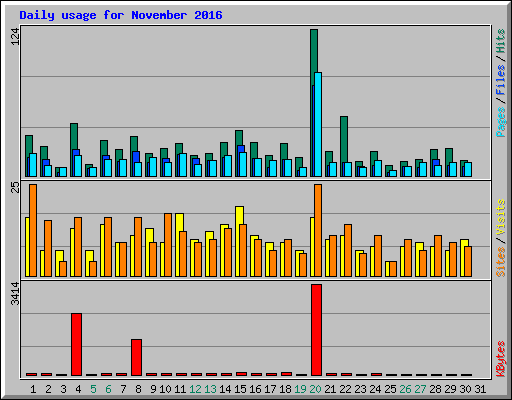 Daily usage for November 2016
124
Pages / Files / Hits
25
Sites / Visits
3414
KBytes
1 2 3 4 5 6 7 8 9 10 11 12 13 14 15 16 17 18 19 20 21 22 23 24 25 26 27 28 29 30 31